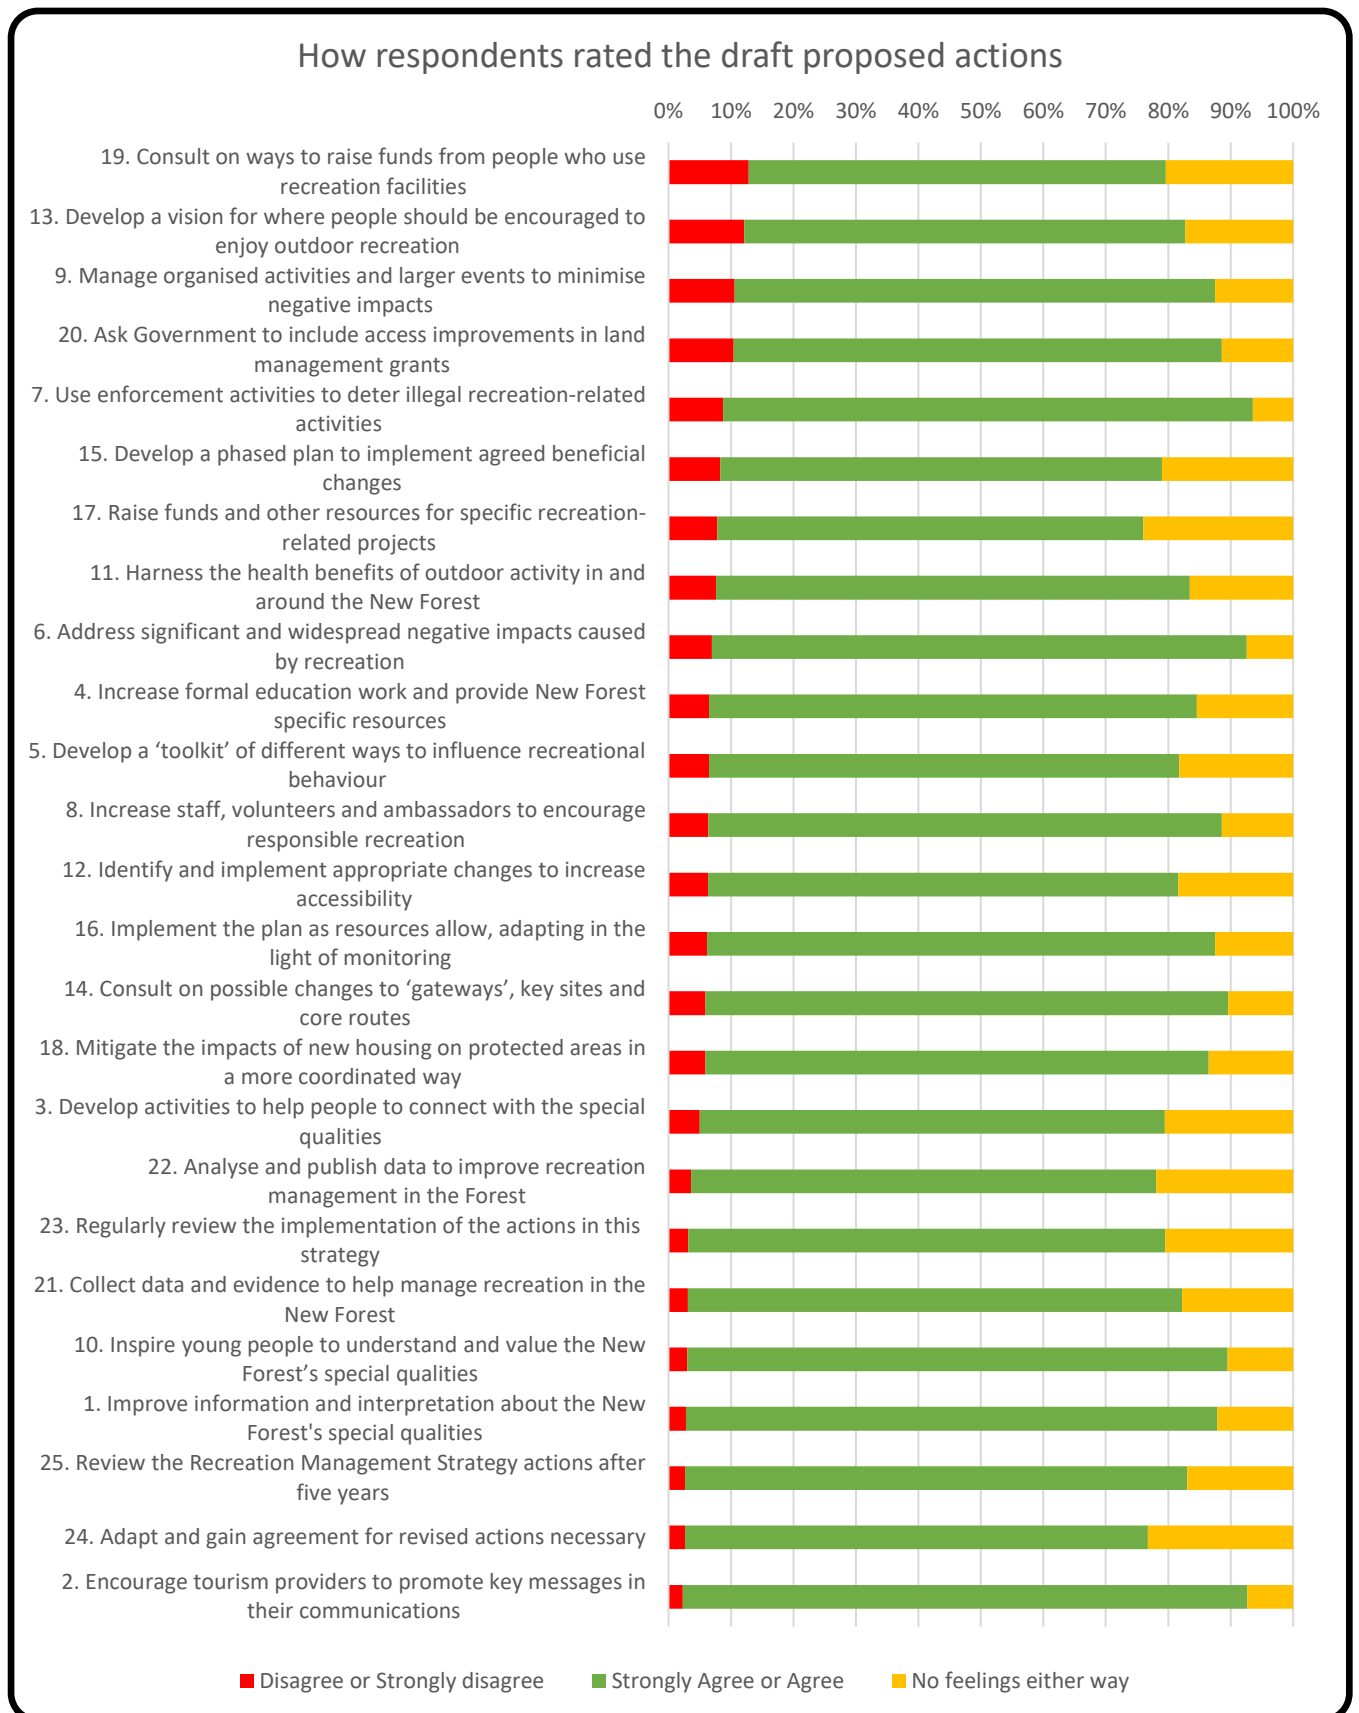 How respondents rated the draft proposed actions
0% 10% 20% 30% 40% 50% 60% 70% 80% 90% 100%
19. Consult on ways to raise funds from people who use
recreation facilities
13. Develop a vision for where people should be encouraged to
enjoy outdoor recreation
9. Manage organised activities and larger events to minimise
negative impacts
20. Ask Government to include access improvements in land
management grants
7. Use enforcement activities to deter illegal recreation-related
activities
15. Develop a phased plan to implement agreed beneficial
changes
17. Raise funds and other resources for specific recreation-
related projects
11. Harness the health benefits of outdoor activity in and
around the New Forest
6. Address significant and widespread negative impacts caused
by recreation
4. Increase formal education work and provide New Forest
specific resources
5. Develop a ‘toolkit’ of different ways to influence recreational
behaviour
8. Increase staff, volunteers and ambassadors to encourage
responsible recreation
12. Identify and implement appropriate changes to increase
accessibility
16. Implement the plan as resources allow, adapting in the
light of monitoring
14. Consult on possible changes to ‘gateways’, key sites and
core routes
18. Mitigate the impacts of new housing on protected areas in
a more coordinated way
3. Develop activities to help people to connect with the special
qualities
22. Analyse and publish data to improve recreation
management in the Forest
23. Regularly review the implementation of the actions in this
strategy
21. Collect data and evidence to help manage recreation in the
New Forest
10. Inspire young people to understand and value the New
Forest’s special qualities
1. Improve information and interpretation about the New
Forest's special qualities
25. Review the Recreation Management Strategy actions after
five years
24. Adapt and gain agreement for revised actions necessary
2. Encourage tourism providers to promote key messages in
their communications
Disagree or Strongly disagree Strongly Agree or Agree No feelings either way